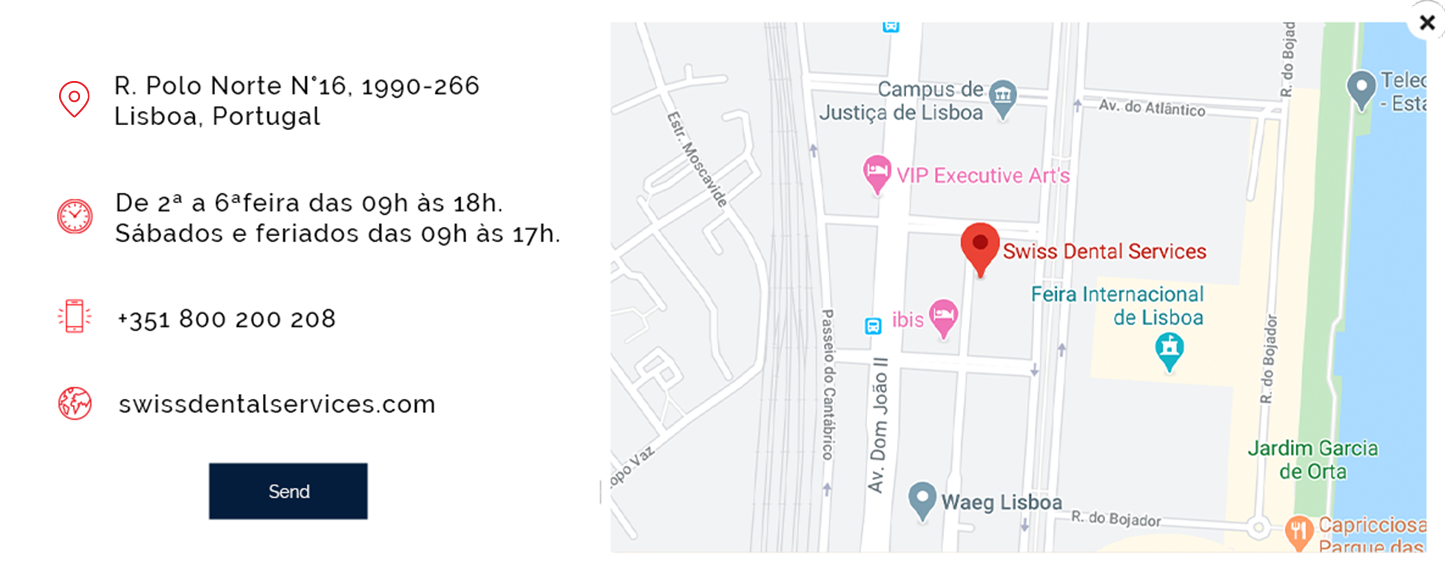 R. Polo Norte N°16, 1990-266
Lisboa, Portugal
De 2ª a 6ªfeira das 09h às 18h.
Sábados e feriados das 09h às 17h.
+351 800 200 208
swissdentalservices.com
Send
R. do Bojad
Telec
- Esta
Campus de
Justiça de Lisboa
Av. do Atlântico
Estr. Moscavide
VIP Executive Art's
Swiss Dental Services
Feira Internacional
de Lisboa
ibis
Passeio do Cantábrico
Av. Dom João II
R. do Bojador
Jardim Garcia
de Orta
opo Vaz
Waeg Lisboa
R. do Bojador
Capricciosa
Parque das